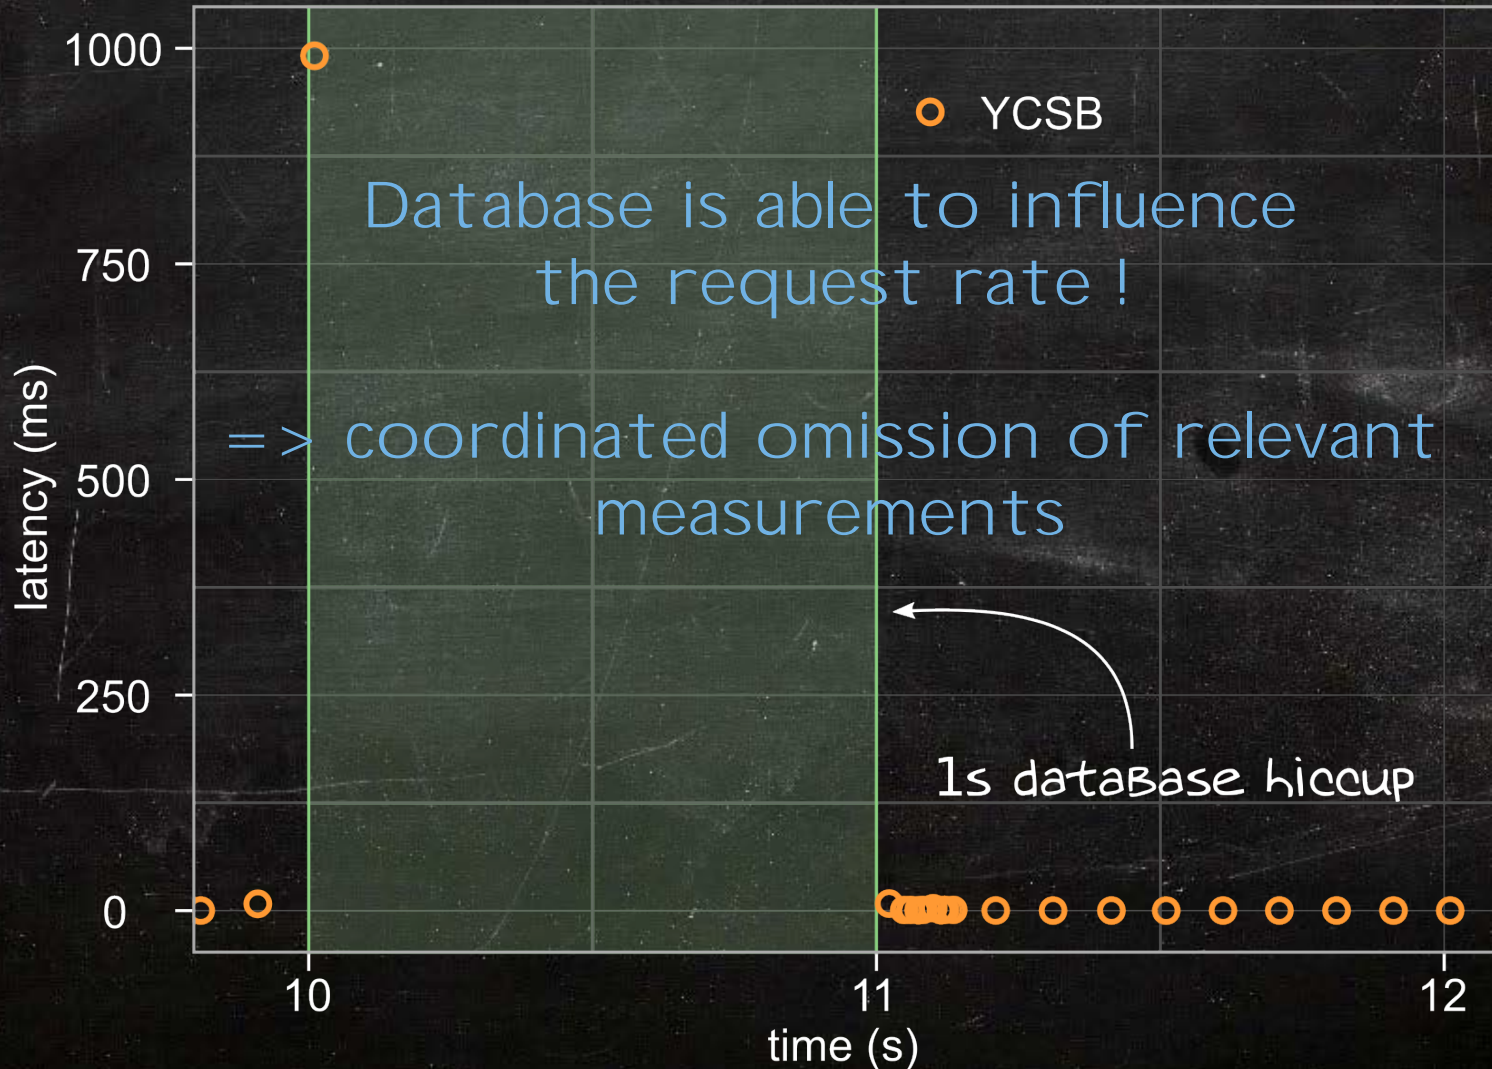 1000
YCSB
Database is able to influence
the request rate !
750
=> coordinated omission of relevant
measurements
500
latency (ms)
250
1s database hiccup
0
10
11
12
time (s)